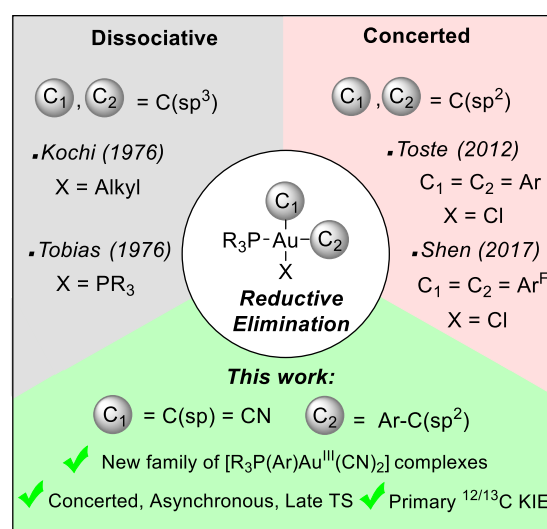 Dissociative
C₁ , C₂ = C(sp³)
▪Kochi (1976)
X = Alkyl
▪Tobias (1976)
X = PR₃
Concerted
C₁ , C₂ = C(sp²)
▪Toste (2012)
C₁ = C₂ = Ar
X = Cl
▪Shen (2017)
C₁ = C₂ = Arᶠ
X = Cl
C₁
R₃P-Au-C₂
X
Reductive
Elimination
This work:
C₁ = C(sp) = CN C₂ = Ar-C(sp²)
✔ New family of [R₃P(Ar)Auᴵᴵᴵ(CN)₂] complexes
✔ Concerted, Asynchronous, Late TS ✔ Primary ¹²/¹³C KIE